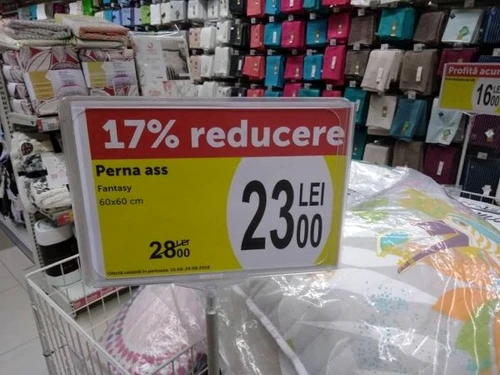 17% reducere
Perna ass
Fantasy
60x60 cm
23 LEI 00
28 LEI 00
Profită acum
16